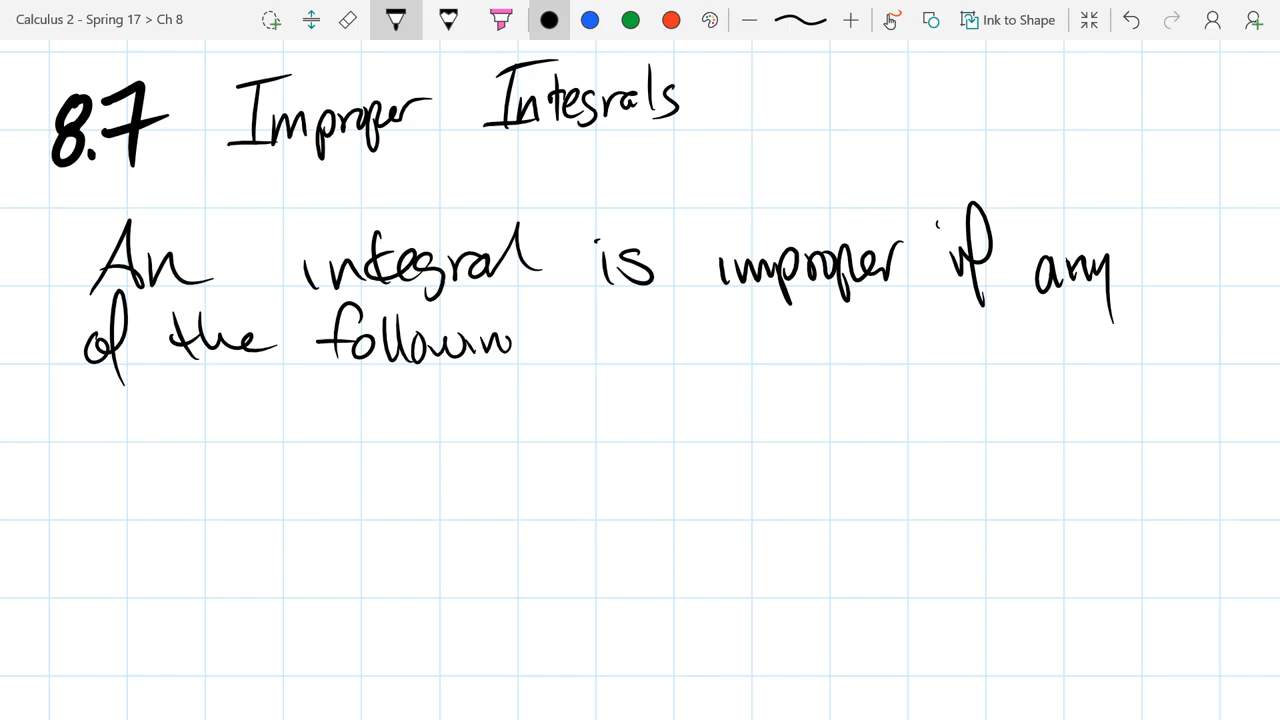 Calculus 2 - Spring 17 > Ch 8
Ink to Shape
8.7 Improper Integrals
An integral is improper if any
of the followin